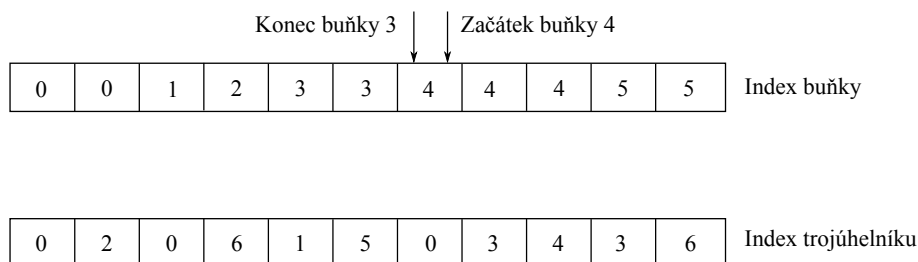 Konec buňky 3 Začátek buňky 4
0 0 1 2 3 3 4 4 4 5 5 Index buňky
0 2 0 6 1 5 0 3 4 3 6 Index trojúhelníku